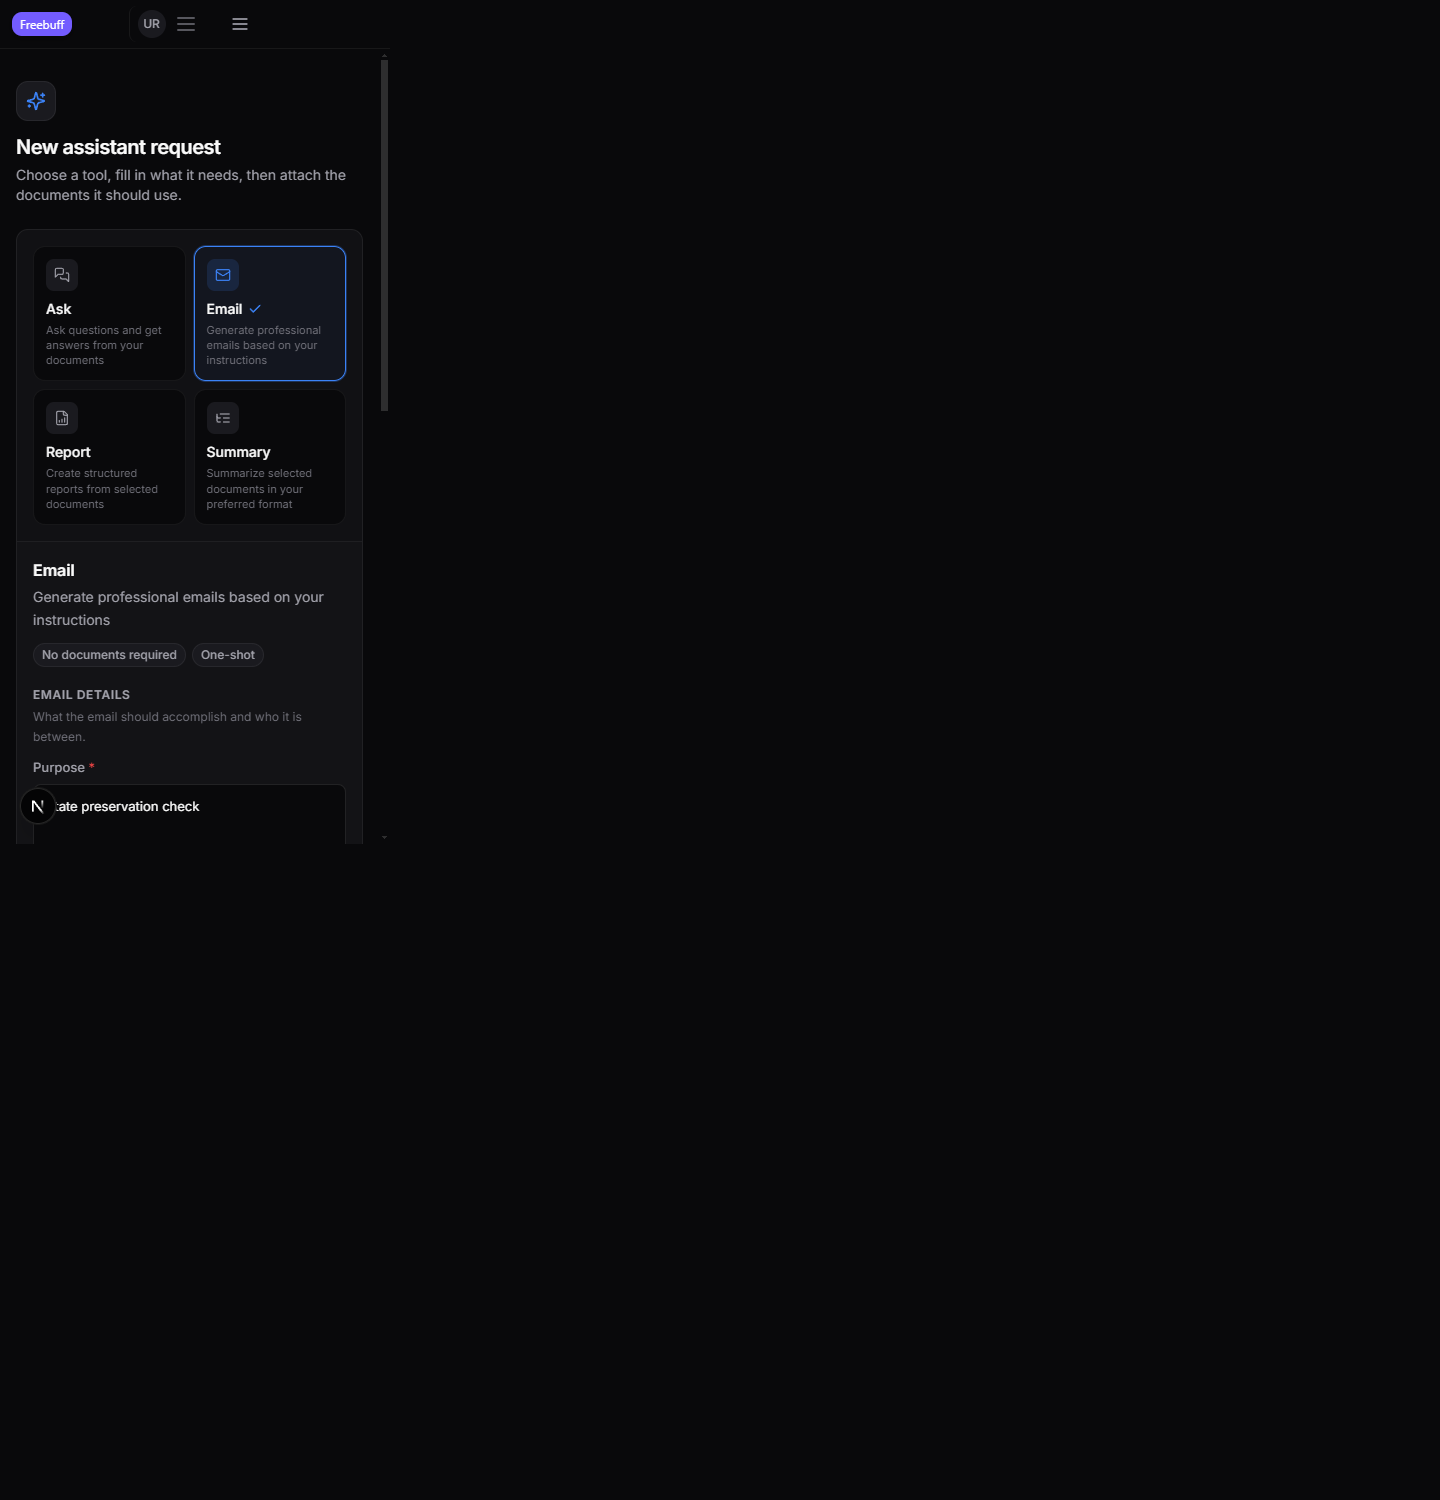 Freebuff
UR
New assistant request
Choose a tool, fill in what it needs, then attach the
documents it should use.
Ask
Ask questions and get
answers from your
documents
Email
Generate professional
emails based on your
instructions
Report
Create structured
reports from selected
documents
Summary
Summarize selected
documents in your
preferred format
Email
Generate professional emails based on your
instructions
No documents required
One-shot
EMAIL DETAILS
What the email should accomplish and who it is
between.
Purpose *
N
tate preservation check